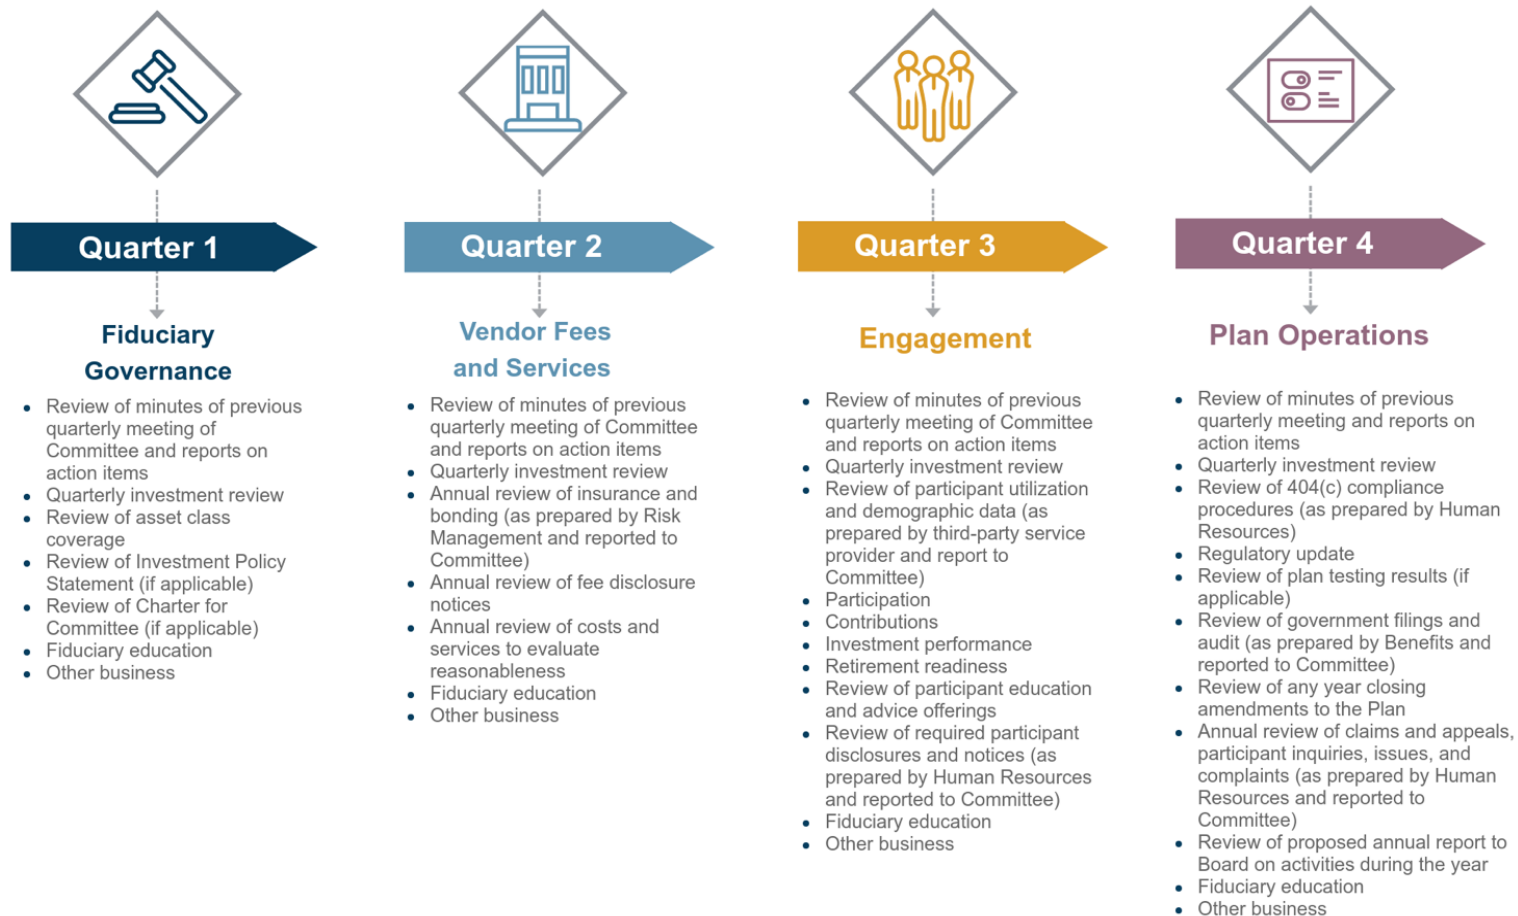 Quarter 1
Fiduciary
Governance
• Review of minutes of previous
quarterly meeting of
Committee and reports on
action items
• Quarterly investment review
• Review of asset class
coverage
• Review of Investment Policy
Statement (if applicable)
• Review of Charter for
Committee (if applicable)
• Fiduciary education
• Other business
Quarter 2
Vendor Fees
and Services
• Review of minutes of previous
quarterly meeting of Committee
and reports on action items
• Quarterly investment review
• Annual review of insurance and
bonding (as prepared by Risk
Management and reported to
Committee)
• Annual review of fee disclosure
notices
• Annual review of costs and
services to evaluate
reasonableness
• Fiduciary education
• Other business
Quarter 3
Engagement
• Review of minutes of previous
quarterly meeting of Committee
and reports on action items
• Quarterly investment review
• Review of participant utilization
and demographic data (as
prepared by third-party service
provider and report to
Committee)
• Participation
• Contributions
• Investment performance
• Retirement readiness
• Review of participant education
and advice offerings
• Review of required participant
disclosures and notices (as
prepared by Human Resources
and reported to Committee)
• Fiduciary education
• Other business
Quarter 4
Plan Operations
• Review of minutes of previous
quarterly meeting and reports on
action items
• Quarterly investment review
• Review of 404(c) compliance
procedures (as prepared by Human
Resources)
• Regulatory update
• Review of plan testing results (if
applicable)
• Review of government filings and
audit (as prepared by Benefits and
reported to Committee)
• Review of any year closing
amendments to the Plan
• Annual review of claims and appeals,
participant inquiries, issues, and
complaints (as prepared by Human
Resources and reported to
Committee)
• Review of proposed annual report to
Board on activities during the year
• Fiduciary education
• Other business